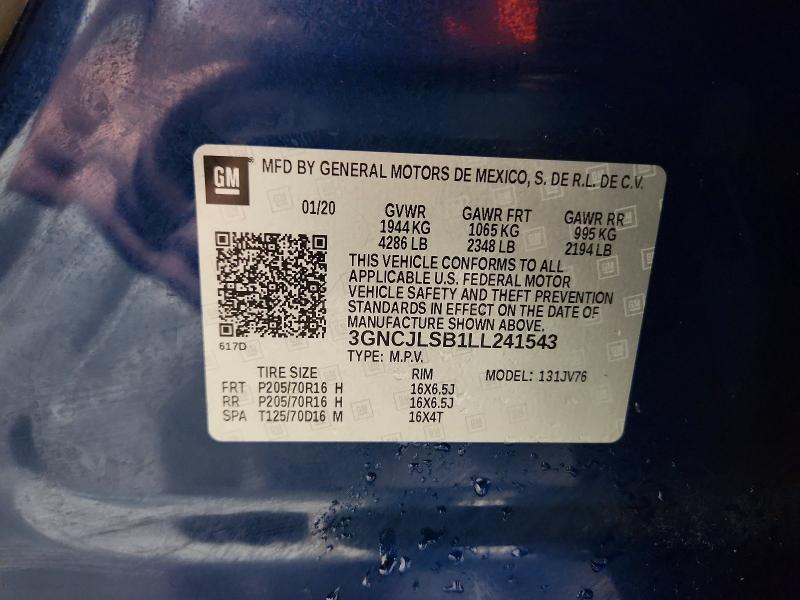 GM
MFD BY GENERAL MOTORS DE MEXICO, S. DE R.L. DE C.V.
01/20 GVWR GAWR FRT GAWR RR
1944 KG 1065 KG 995 KG
4286 LB 2348 LB 2194 LB
THIS VEHICLE CONFORMS TO ALL
APPLICABLE U.S. FEDERAL MOTOR
VEHICLE SAFETY AND THEFT PREVENTION
STANDARDS IN EFFECT ON THE DATE OF
MANUFACTURE SHOWN ABOVE.
617D
3GNCJLSB1LL241543
TYPE: M.P.V.
TIRE SIZE RIM MODEL: 131JV76
FRT P205/70R16 H 16X6.5J
RR P205/70R16 H 16X6.5J
SPA T125/70D16 M 16X4T